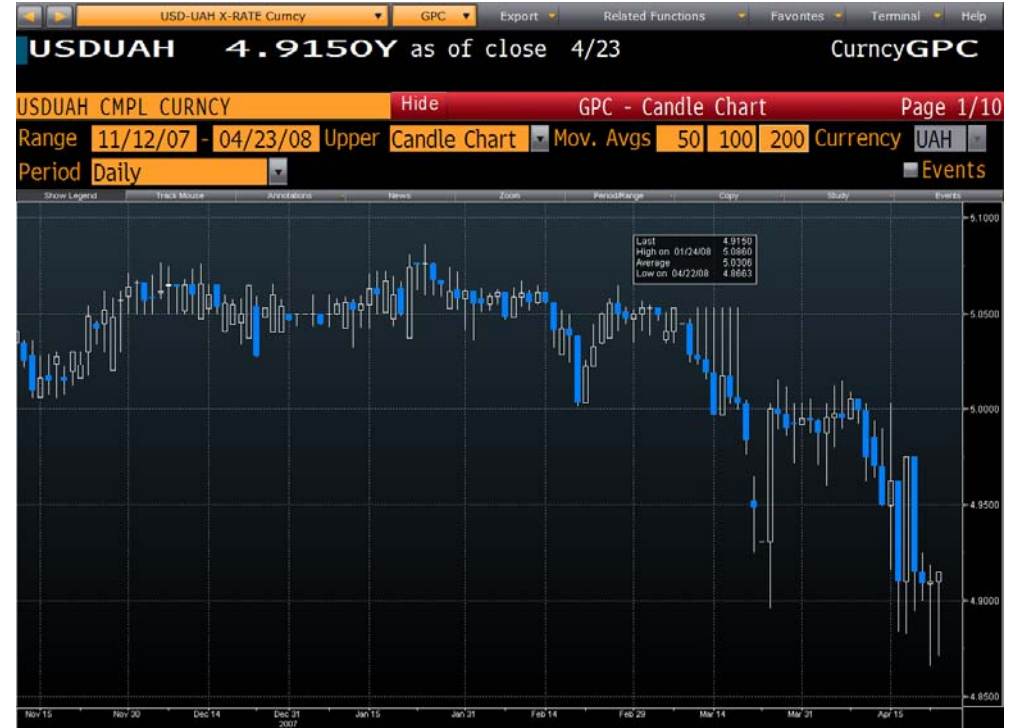 USD-UAH X-RATE Curncy GPC Export Related Functions Favorites Terminal Help
USDUAH 4.9150Y as of close 4/23 CurncyGPC
USDUAH CMPL CURNCY Hide GPC - Candle Chart Page 1/10
Range 11/12/07 - 04/23/08 Upper Candle Chart Mov. Avgs 50 100 200 Currency UAH
Period Daily Events
Show Legend Track Mouse Annotations News Zoom Period/Range Copy Study Events
5.1000
Last 4.9150
High on 01/24/08 5.0860
Average 5.0306
Low on 04/22/08 4.8663
5.0500
5.0000
4.9500
4.9000
4.8500
Nov 15 Nov 30 Dec 14 Dec 31 Jan 15 Jan 31 Feb 14 Feb 29 Mar 14 Mar 31 Apr 15
2007